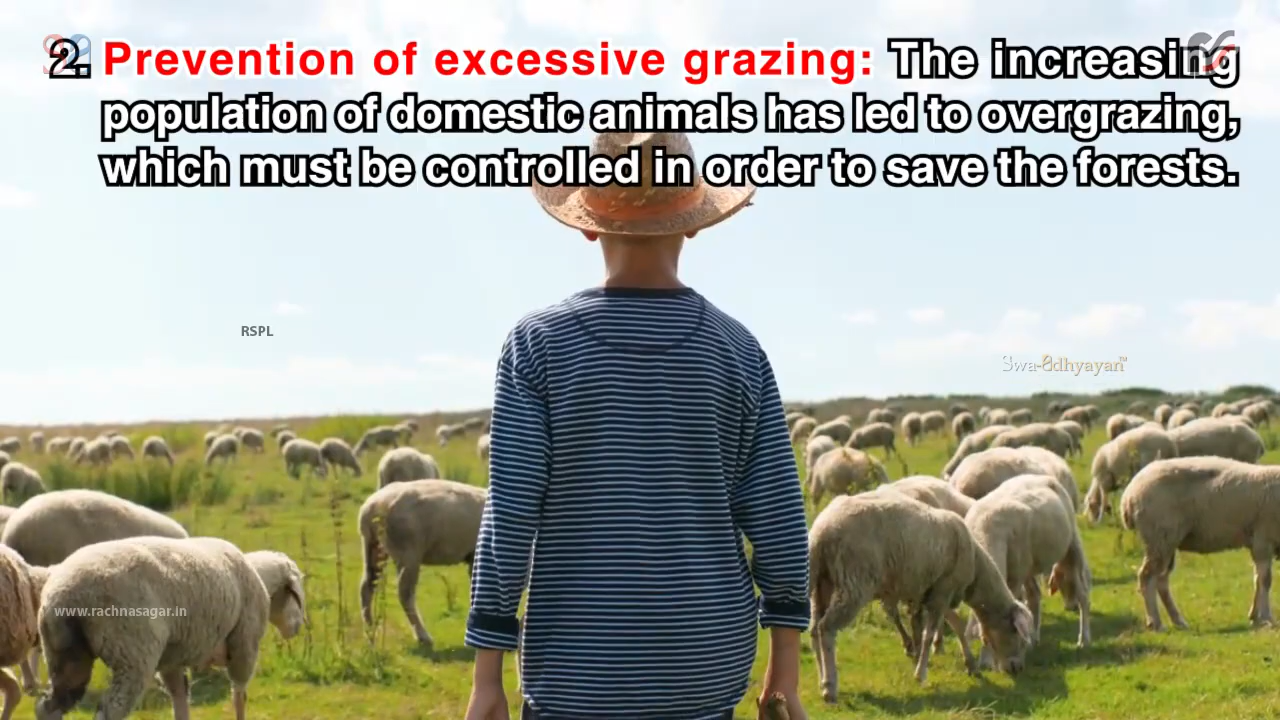 2. Prevention of excessive grazing: The increasing
population of domestic animals has led to overgrazing,
which must be controlled in order to save the forests.
RSPL
Swa-adhyayan™
www.rachnasagar.in